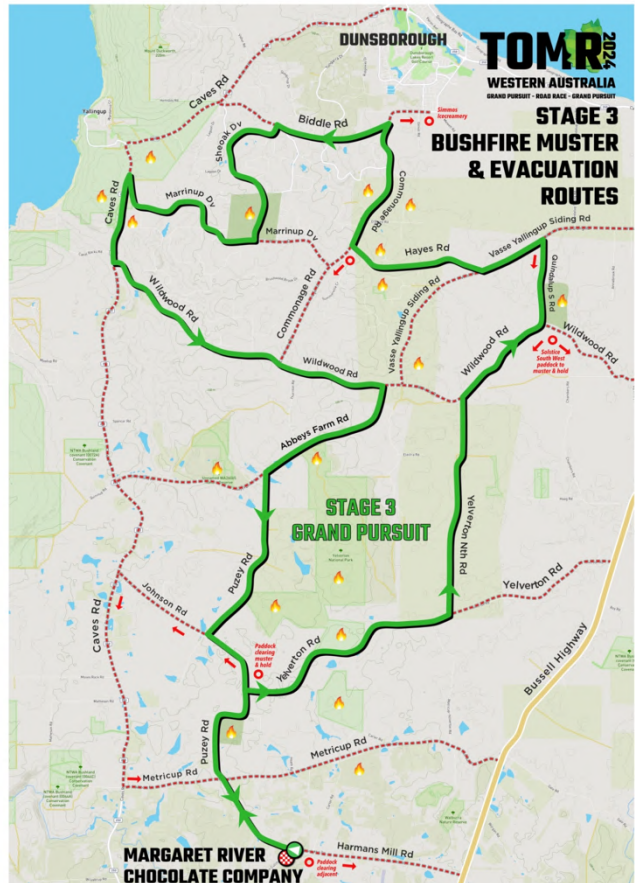 DUNSBOROUGH
TOMR 2024
WESTERN AUSTRALIA
GRAND PURSUIT - ROAD RACE - GRAND PURSUIT
STAGE 3
BUSHFIRE MUSTER
& EVACUATION
ROUTES
Caves Rd
Yallingup
Biddle Rd
Simmos
Icecreamery
Sheoak Dv
Commonage Rd
Caves Rd
Marrinup Dv
Marrinup Dv
Hayes Rd
Vasse Yallingup Siding Rd
Guindalup S Rd
Commonage Rd
Vasse Yallingup Siding Rd
Wildwood Rd
Wildwood Rd
Wildwood Rd
Wildwood Rd
Solstice
South West
paddock to
muster & hold
Abbeys Farm Rd
STAGE 3
GRAND PURSUIT
Yelverton Nth Rd
Puzey Rd
Johnson Rd
Caves Rd
Yelverton Rd
Paddock
clearing
muster
& hold
Yelverton Rd
Bussell Highway
Puzey Rd
Metricup Rd
Metricup Rd
Harmans Mill Rd
MARGARET RIVER
CHOCOLATE COMPANY
Paddock
clearing
adjacent